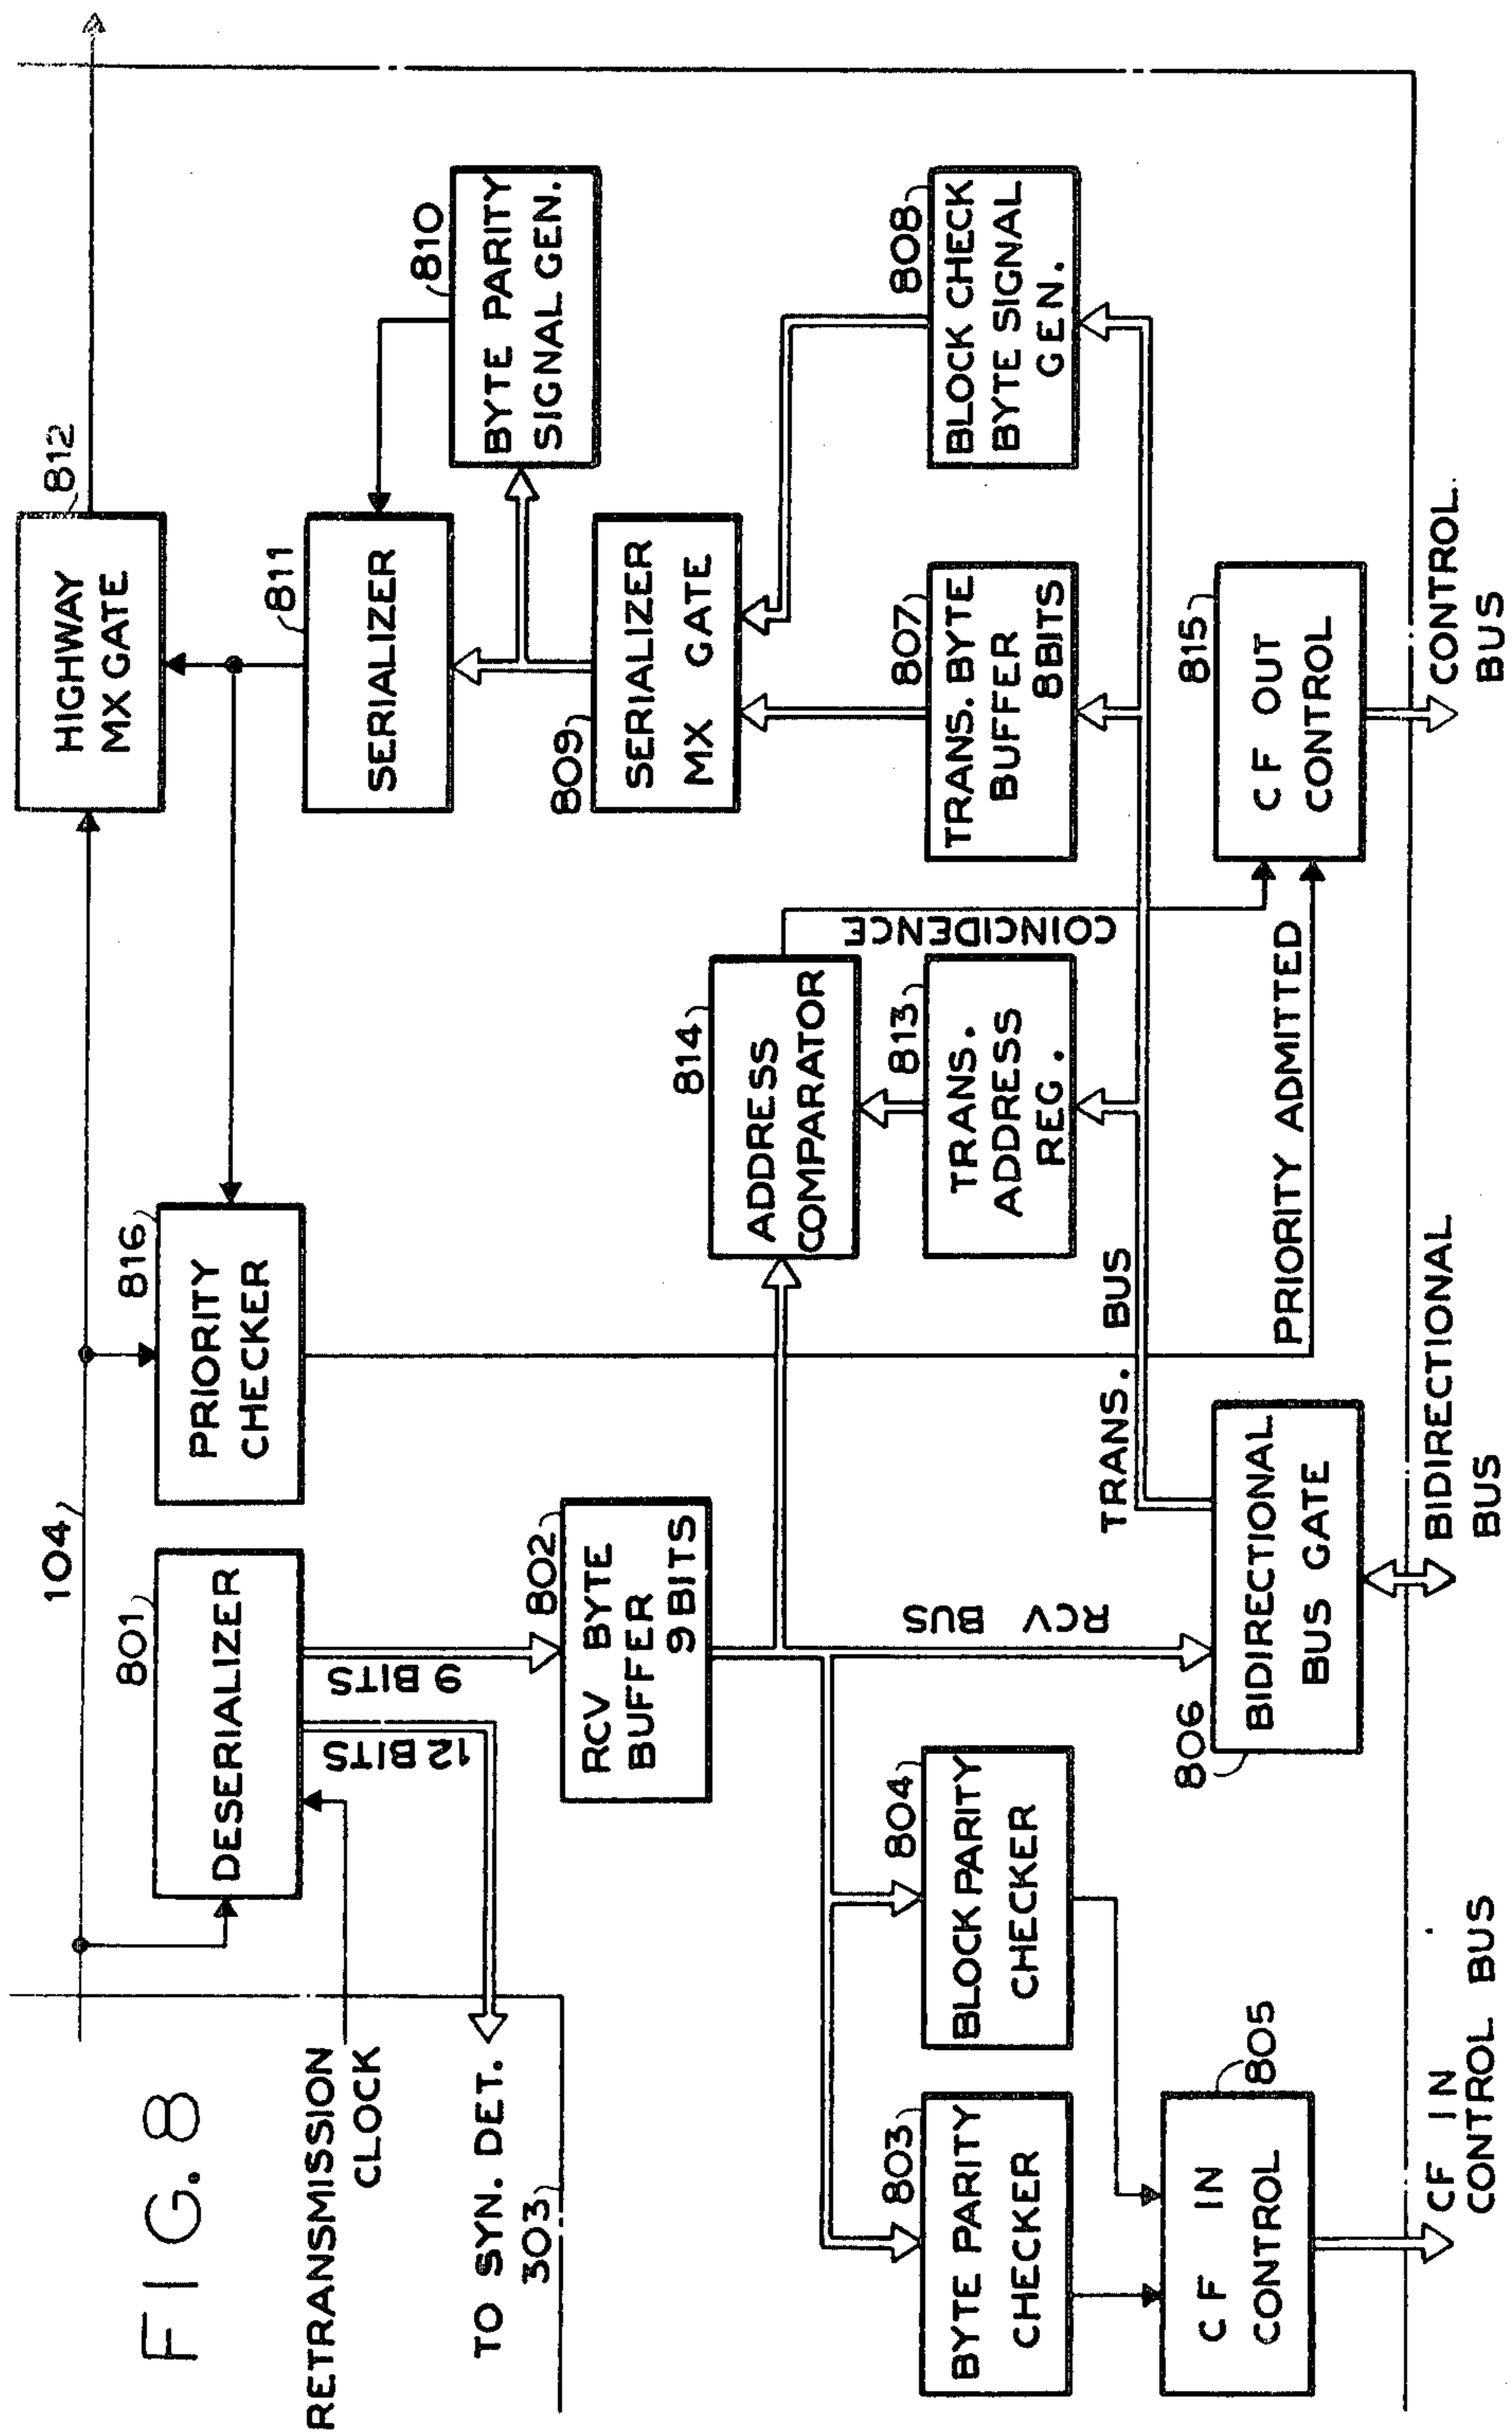 FIG. 8
RETRANSMISSION
CLOCK
TO SYN. DET.
303
104
801
DESERIALIZER
9 BITS
12 BITS
816
PRIORITY
CHECKER
812
HIGHWAY
MX GATE
811
SERIALIZER
810
BYTE PARITY
SIGNAL GEN.
802
RCV BYTE
BUFFER
9 BITS
809
SERIALIZER
MX GATE
814
ADDRESS
COMPARATOR
813
TRANS.
ADDRESS
REG.
COINCIDENCE
807
TRANS. BYTE
BUFFER
8BITS
808
BLOCK CHECK
BYTE SIGNAL
GEN.
803
BYTE PARITY
CHECKER
804
BLOCK PARITY
CHECKER
RCV BUS
TRANS. BUS
805
CF IN
CONTROL
806
BIDIRECTIONAL
BUS GATE
PRIORITY ADMITTED
815
CF OUT
CONTROL
CF IN
CONTROL BUS
BIDIRECTIONAL
BUS
CONTROL
BUS